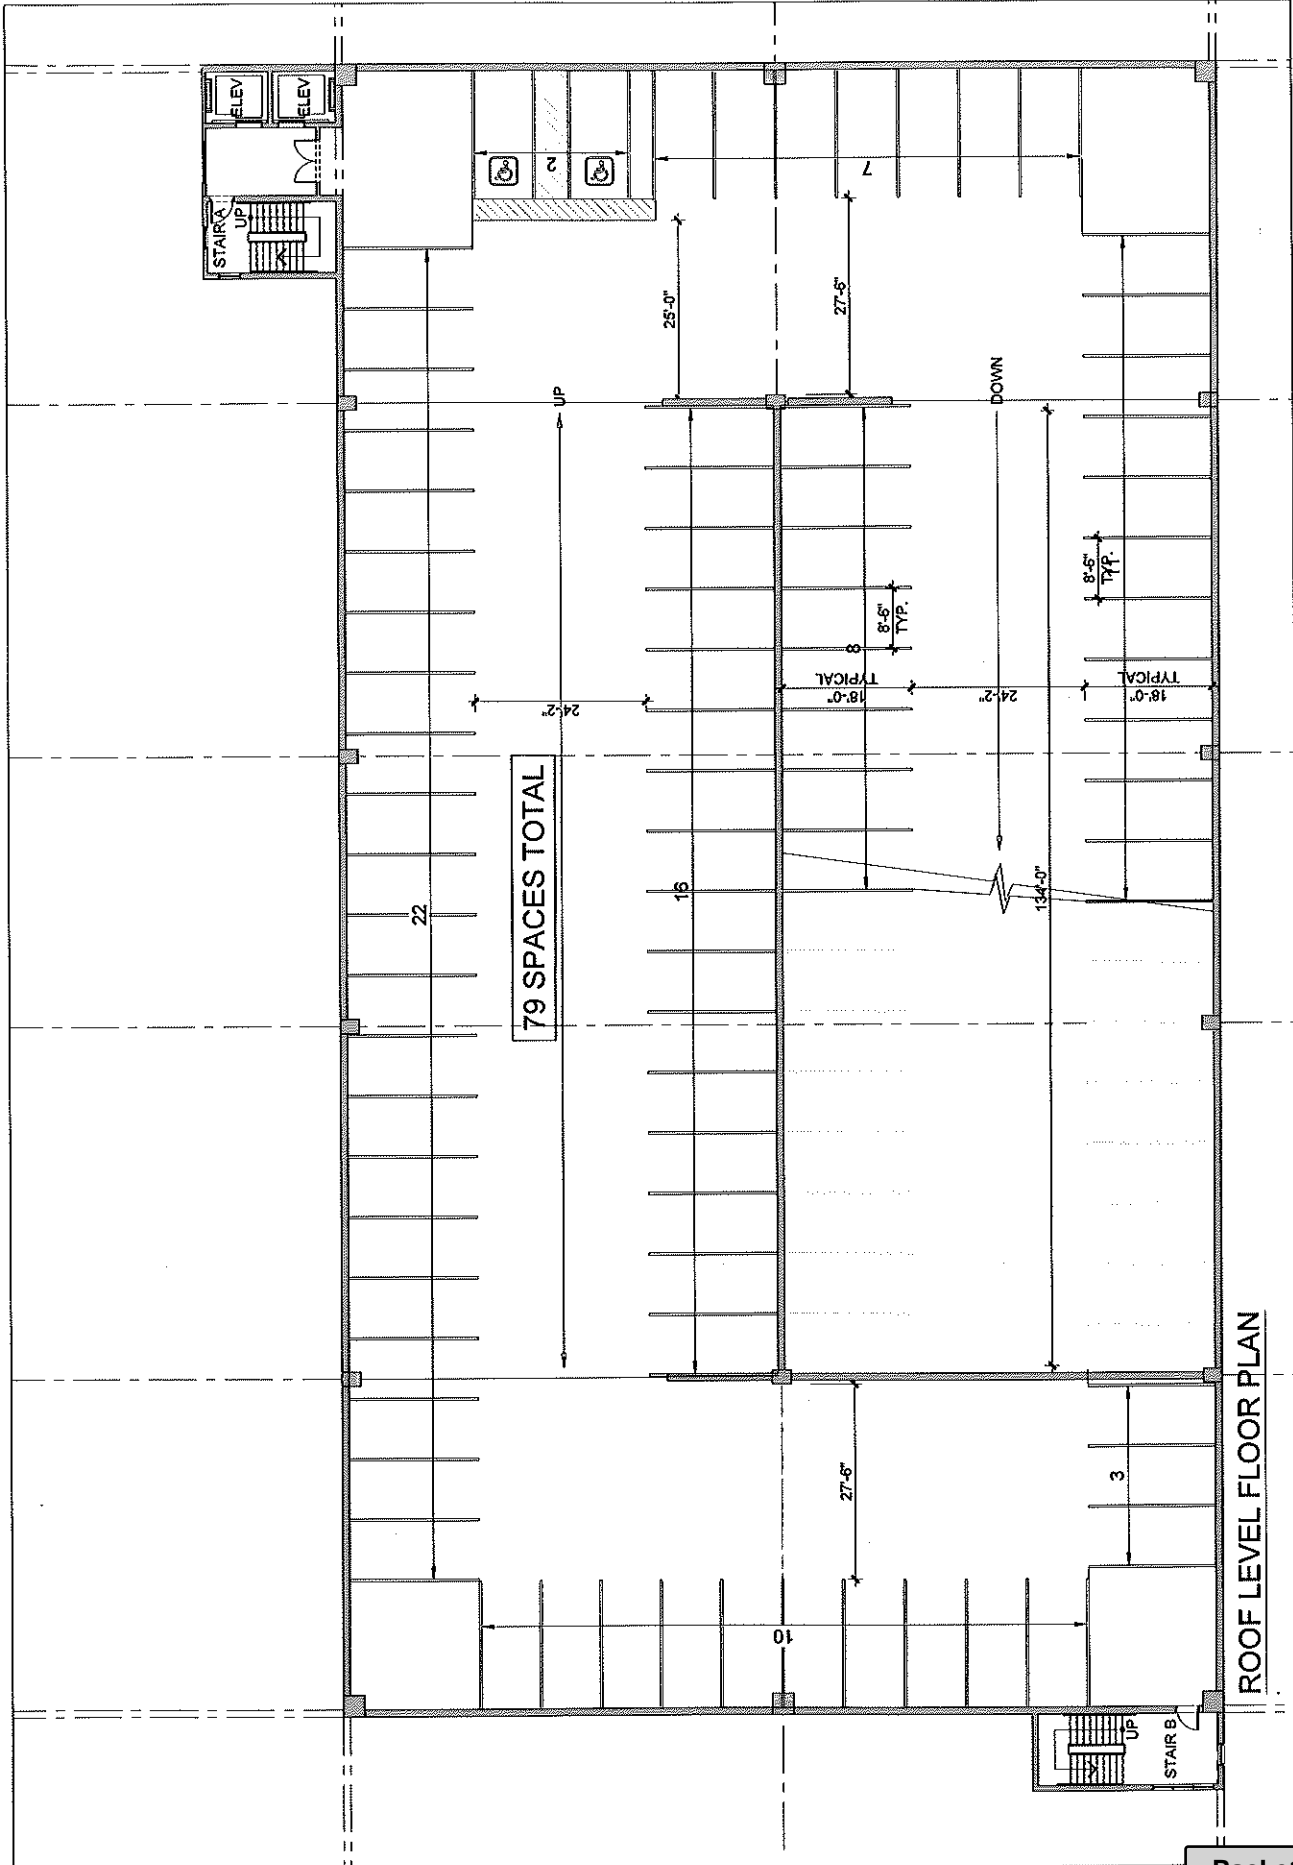 ROOF LEVEL FLOOR PLAN
79 SPACES TOTAL
ELEV
ELEV
STAIR A
UP
2
7
22
25'-0"
27'-6"
UP
DOWN
16
8
8'-6"
TYP.
8'-6"
TYP.
24'-2"
18'-0"
TYPICAL
24'-2"
18'-0"
TYPICAL
134'-0"
27'-6"
3
10
UP
STAIR B